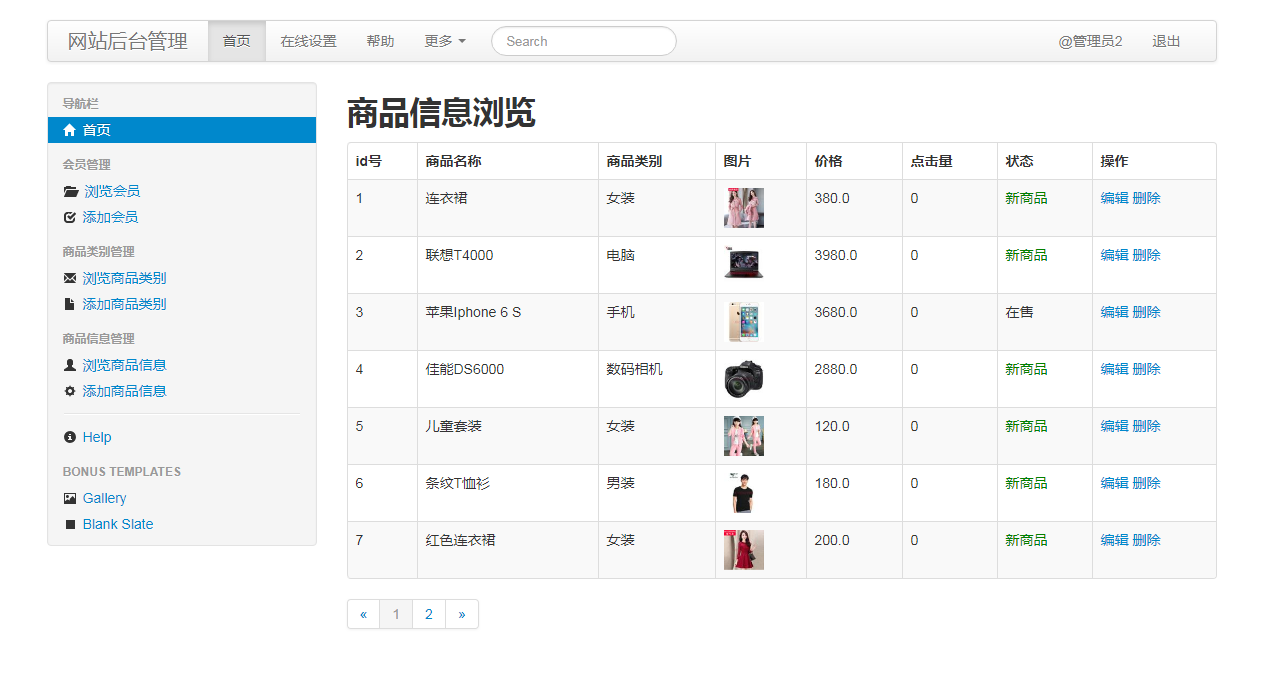 网站后台管理 首页 在线设置 帮助 更多 Search @管理员2 退出
导航栏
首页
会员管理
浏览会员
添加会员
商品类别管理
浏览商品类别
添加商品类别
商品信息管理
浏览商品信息
添加商品信息
Help
BONUS TEMPLATES
Gallery
Blank Slate
商品信息浏览
id号 商品名称 商品类别 图片 价格 点击量 状态 操作
1 连衣裙 女装 380.0 0 新商品 编辑 删除
2 联想T4000 电脑 3980.0 0 新商品 编辑 删除
3 苹果Iphone 6 S 手机 3680.0 0 在售 编辑 删除
4 佳能DS6000 数码相机 2880.0 0 新商品 编辑 删除
5 儿童套装 女装 120.0 0 新商品 编辑 删除
6 条纹T恤衫 男装 180.0 0 新商品 编辑 删除
7 红色连衣裙 女装 200.0 0 新商品 编辑 删除
« 1 2 »